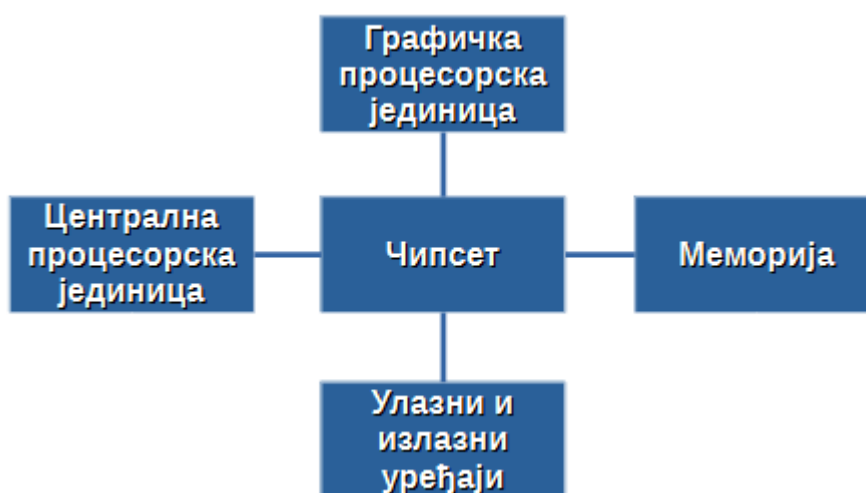 Графичка
процесорска
јединица
Централна
процесорска
јединица
Чипсет
Меморија
Улазни и
излазни
уређаји